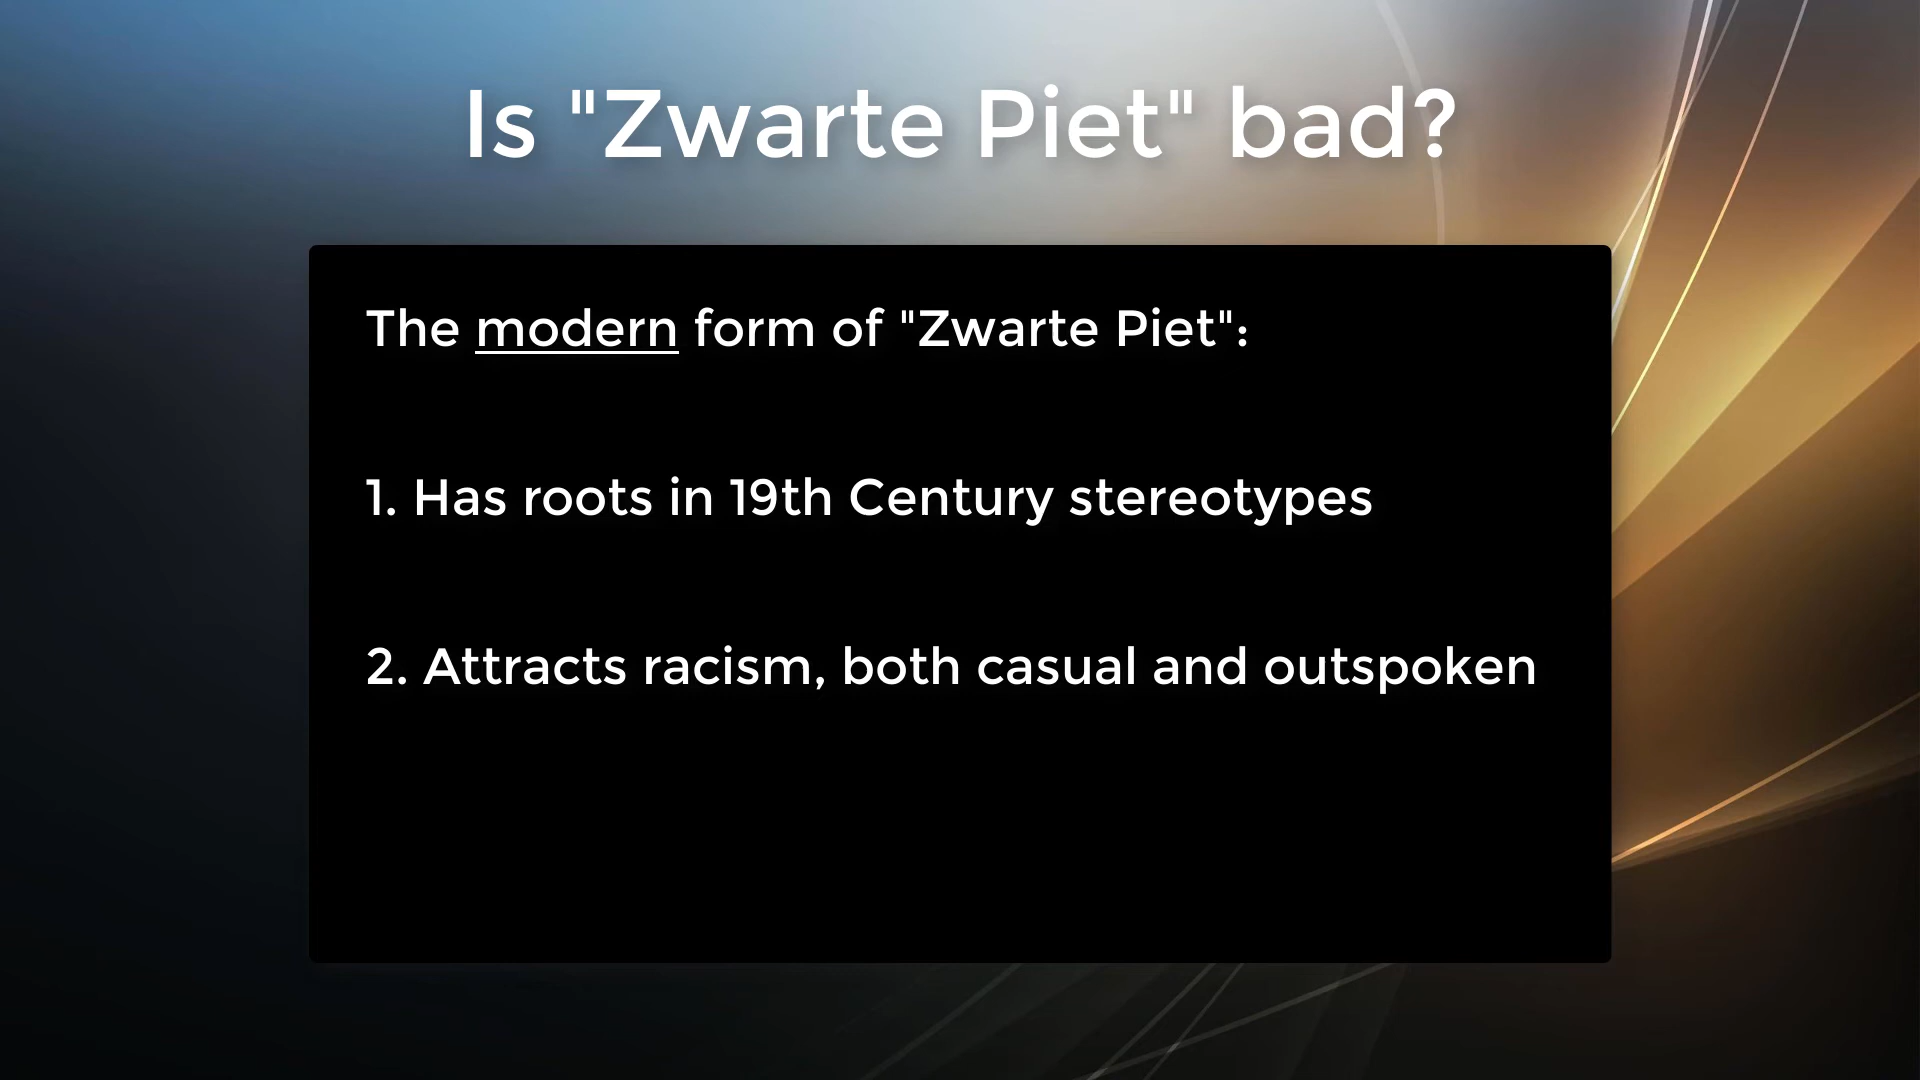 Is "Zwarte Piet" bad?
The modern form of "Zwarte Piet":
1. Has roots in 19th Century stereotypes
2. Attracts racism, both casual and outspoken